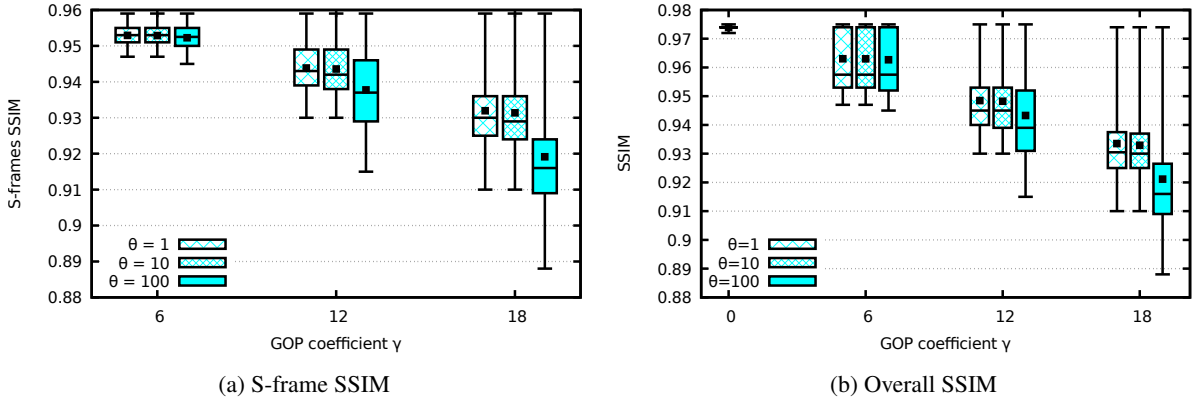 0.96
0.95
0.94
0.93
0.92
0.91
0.9
0.89
0.88
S-frames SSIM
θ = 1
θ = 10
θ = 100
6
12
18
GOP coefficient γ
(a) S-frame SSIM
0.98
0.97
0.96
0.95
0.94
0.93
0.92
0.91
0.9
0.89
0.88
SSIM
θ=1
θ=10
θ=100
0
6
12
18
GOP coefficient γ
(b) Overall SSIM